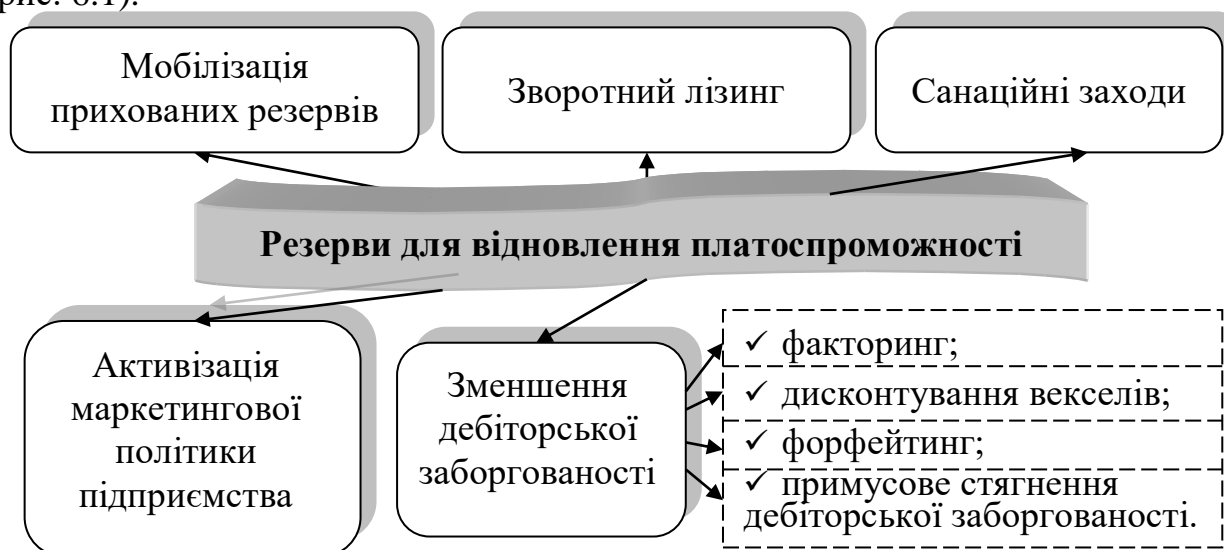 рис. 6.1).
Мобілізація
прихованих резервів
Зворотний лізинг
Санаційні заходи
Резерви для відновлення платоспроможності
Активізація
маркетингової
політики
підприємства
Зменшення
дебіторської
заборгованості
✓ факторинг;
✓ дисконтування векселів;
✓ форфейтинг;
✓ примусове стягнення
дебіторської заборгованості.